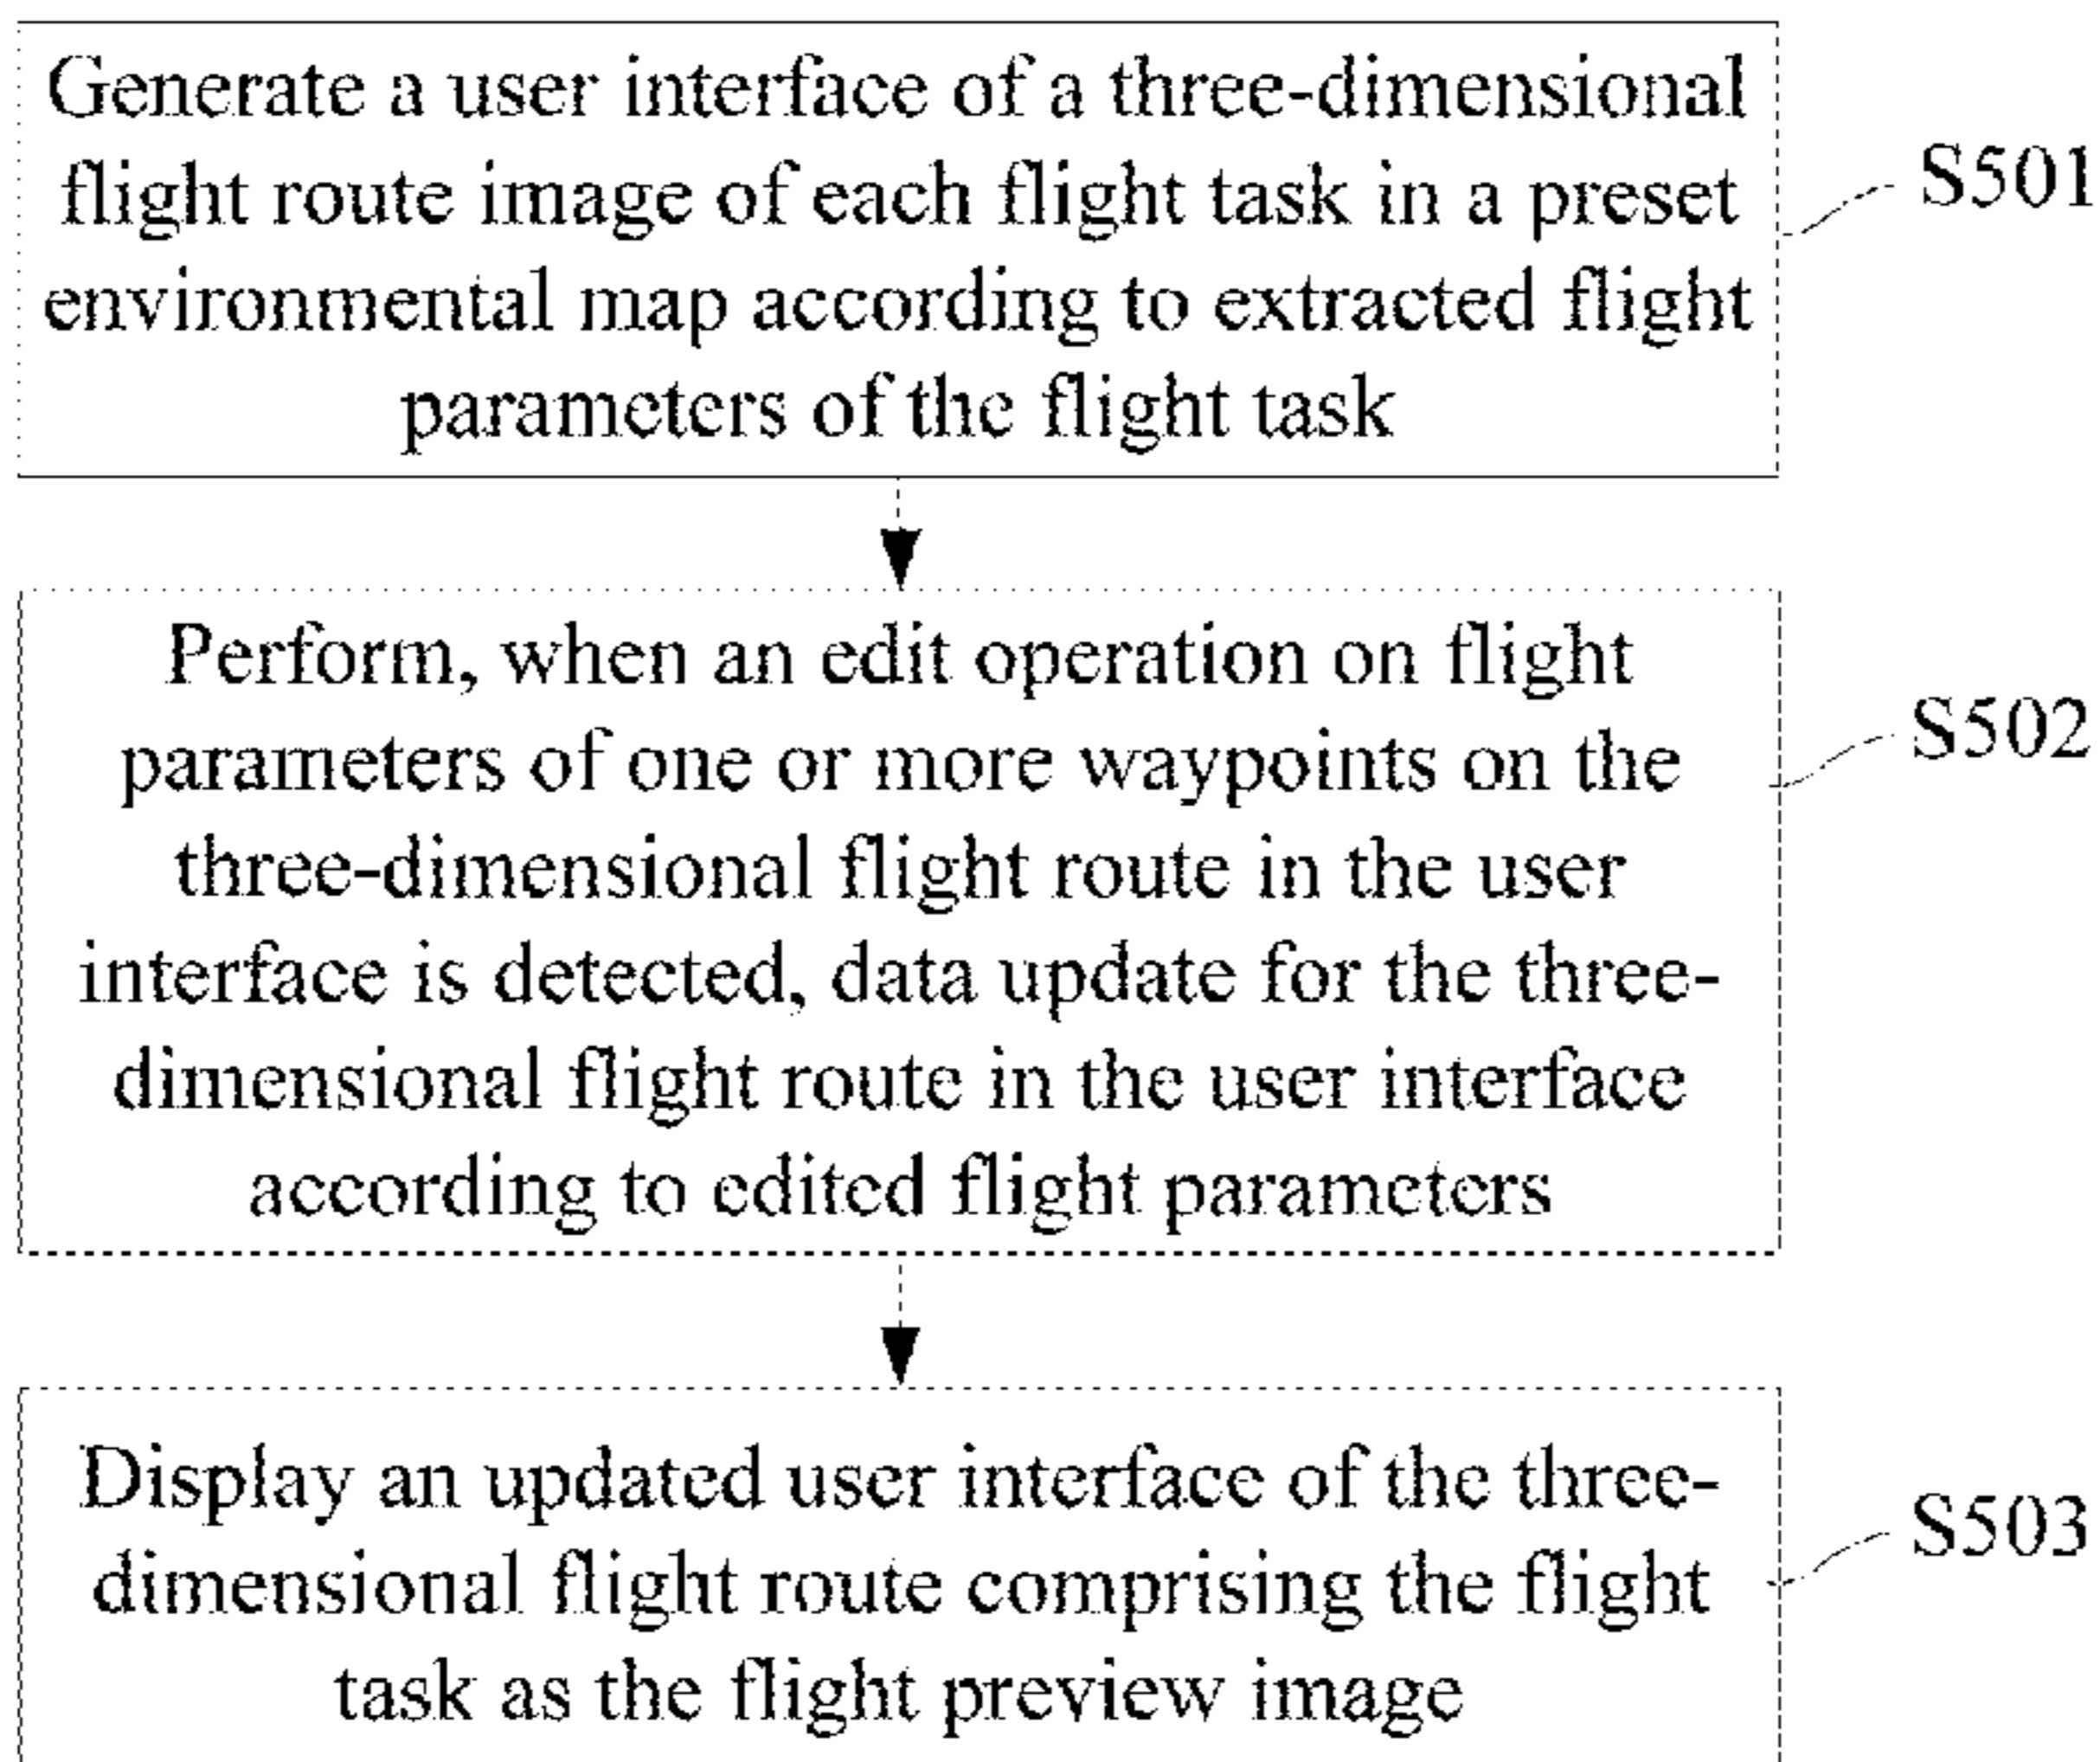 Generate a user interface of a three-dimensional
flight route image of each flight task in a preset
environmental map according to extracted flight
parameters of the flight task
S501
Perform, when an edit operation on flight
parameters of one or more waypoints on the
three-dimensional flight route in the user
interface is detected, data update for the three-
dimensional flight route in the user interface
according to edited flight parameters
S502
Display an updated user interface of the three-
dimensional flight route comprising the flight
task as the flight preview image
S503